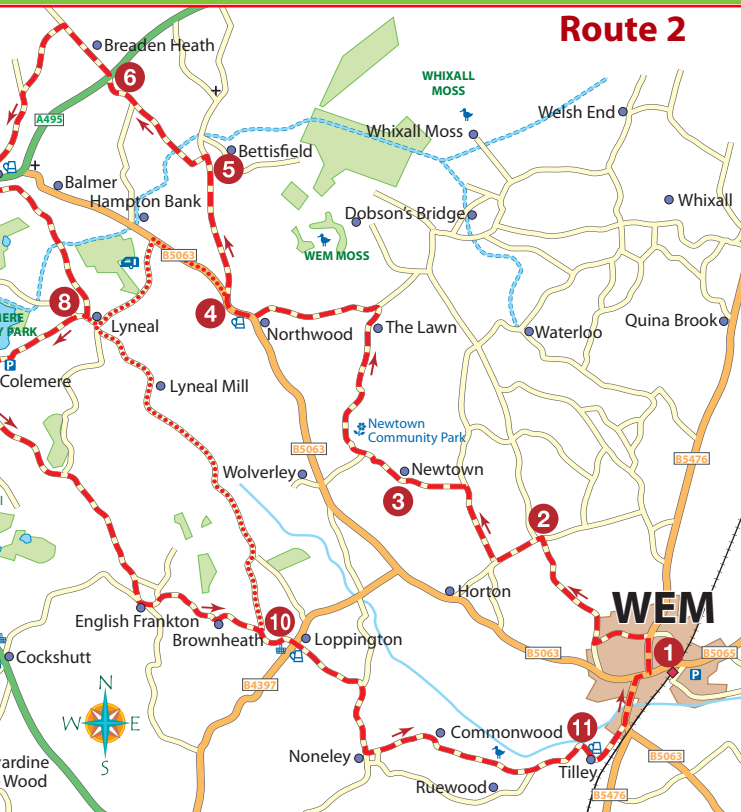 Route 2
Breaden Heath
6
WHIXALL
MOSS
A495
Welsh End
Whixall Moss
Bettisfield
5
Balmer
Whixall
Hampton Bank
Dobson's Bridge
B5063
WEM MOSS
8
4
MERE
Y PARK
Lyneal
Northwood
The Lawn
Waterloo
Quina Brook
P
Colemere
Lyneal Mill
Newtown
Community Park
B5063
B5476
Wolverley
Newtown
3
2
Horton
WEM
English Frankton
10
Brownheath
Loppington
1
B5063
B5065
P
Cockshutt
B4397
N
W
E
S
Commonwood
11
Noneley
Tilley
B5063
wardine
Wood
Ruewood
B5476